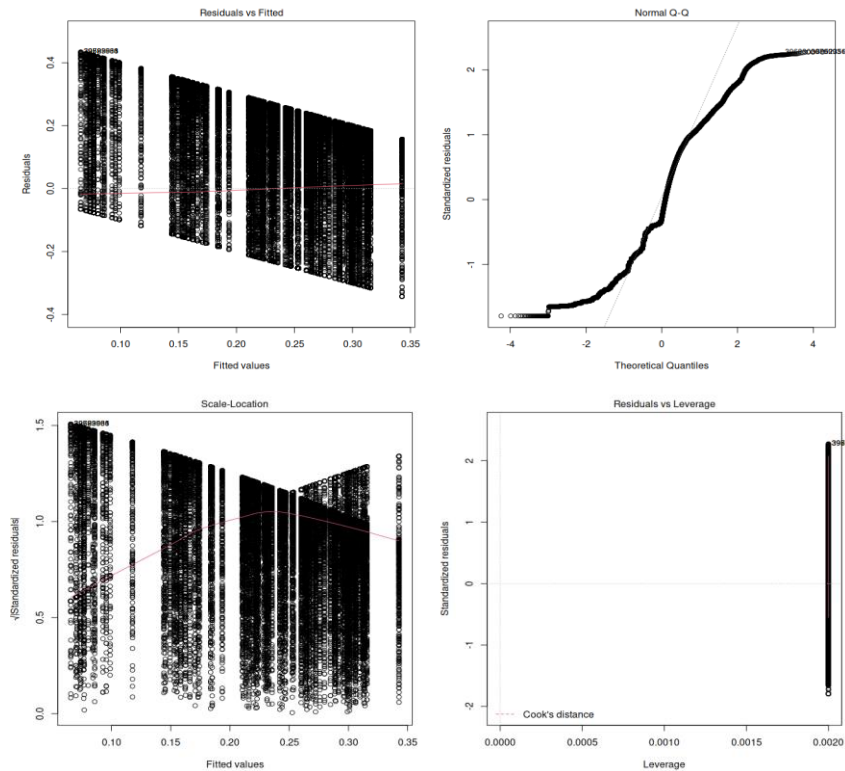 Residuals vs Fitted
Residuals
0.4
0.2
0.0
-0.2
-0.4
0.10 0.15 0.20 0.25 0.30 0.35
Fitted values
Normal Q-Q
Standardized residuals
2
1
0
-1
-4 -2 0 2 4
Theoretical Quantiles
Scale-Location
√|Standardized residuals|
1.5
1.0
0.5
0.0
0.10 0.15 0.20 0.25 0.30 0.35
Fitted values
Residuals vs Leverage
Standardized residuals
2
1
0
-1
-2
Cook's distance
0.0000 0.0005 0.0010 0.0015 0.0020
Leverage